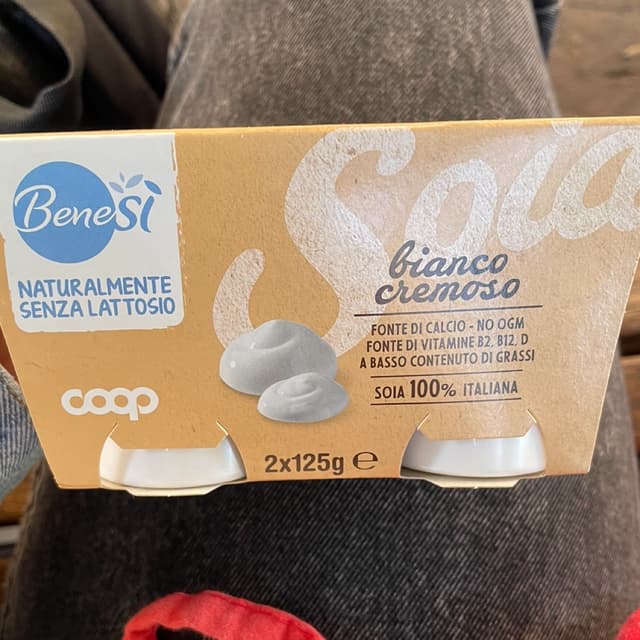 Soia
BeneSì
NATURALMENTE
SENZA LATTOSIO
bianco
cremoso
FONTE DI CALCIO - NO OGM
FONTE DI VITAMINE B2, B12, D
A BASSO CONTENUTO DI GRASSI
SOIA 100% ITALIANA
coop
2x125g ℮